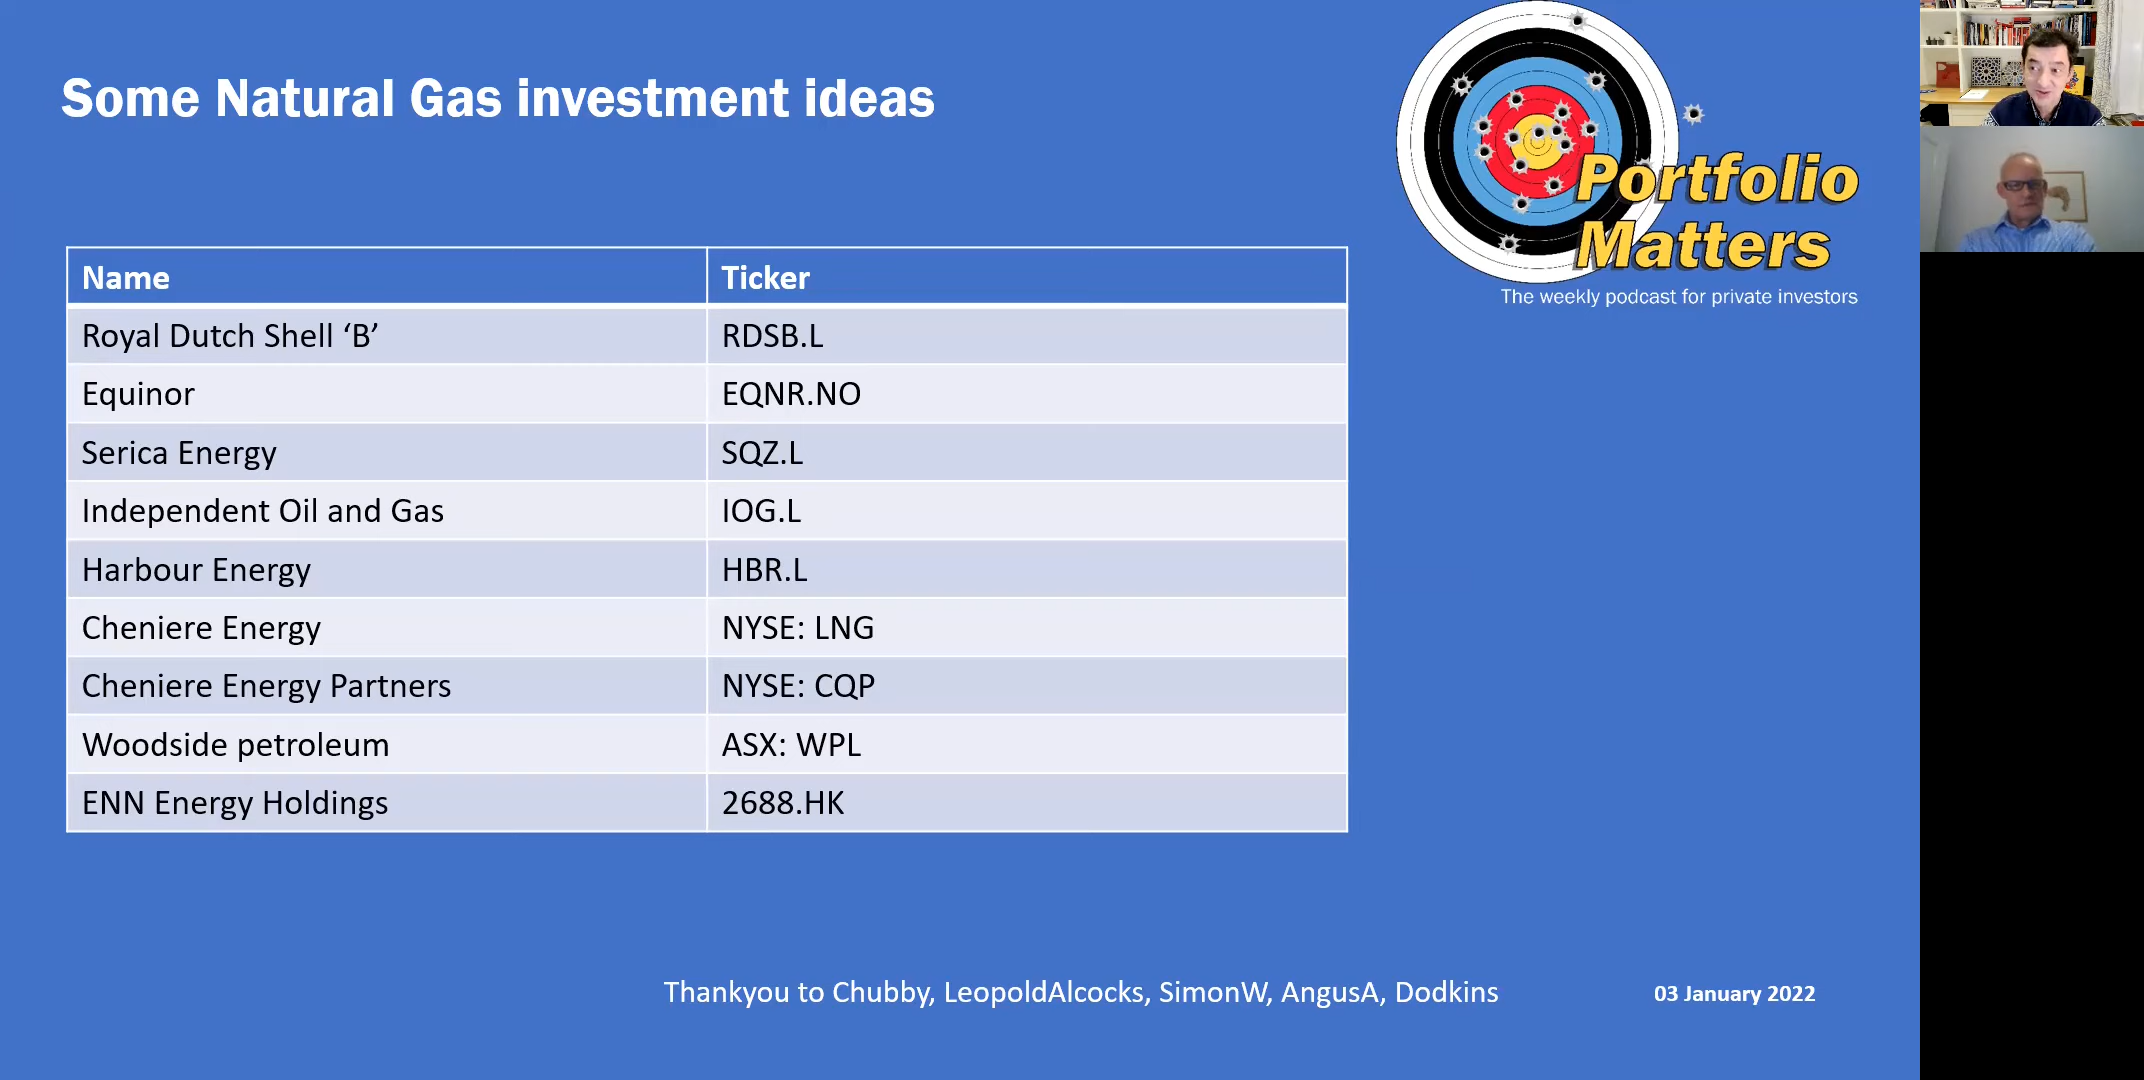 Some Natural Gas investment ideas
Portfolio
Matters
The weekly podcast for private investors
Name Ticker
Royal Dutch Shell ‘B’ RDSB.L
Equinor EQNR.NO
Serica Energy SQZ.L
Independent Oil and Gas IOG.L
Harbour Energy HBR.L
Cheniere Energy NYSE: LNG
Cheniere Energy Partners NYSE: CQP
Woodside petroleum ASX: WPL
ENN Energy Holdings 2688.HK
Thankyou to Chubby, LeopoldAlcocks, SimonW, AngusA, Dodkins
03 January 2022